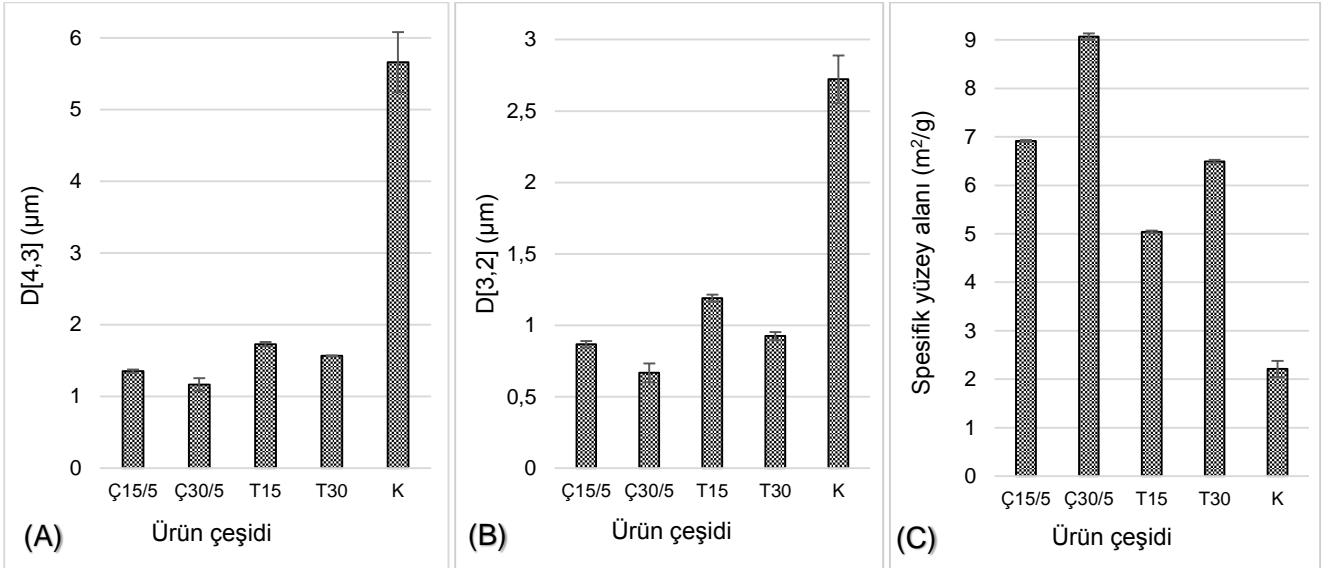 D[4,3] (μm)
6
5
4
3
2
1
0
Ç15/5 Ç30/5 T15 T30 K
Ürün çeşidi
(A)
D[3,2] (μm)
3
2,5
2
1,5
1
0,5
0
Ç15/5 Ç30/5 T15 T30 K
Ürün çeşidi
(B)
Spesifik yüzey alanı (m²/g)
9
8
7
6
5
4
3
2
1
0
Ç15/5 Ç30/5 T15 T30 K
Ürün çeşidi
(C)